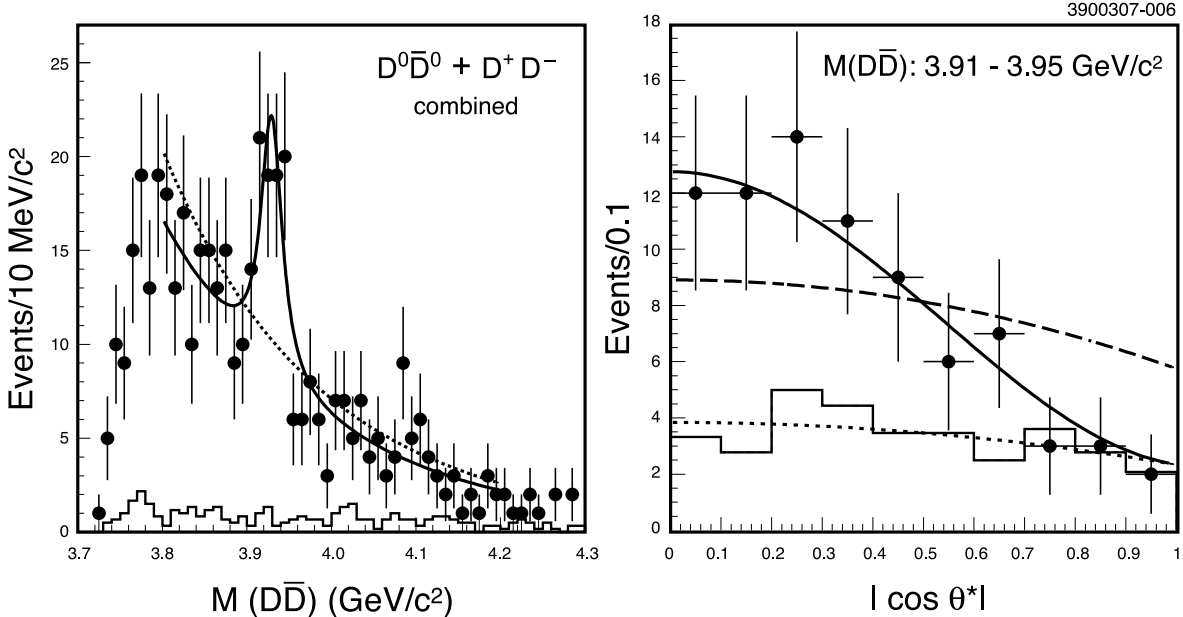 3900307-006
D⁰D̅⁰ + D⁺D⁻
combined
Events/10 MeV/c²
25
20
15
10
5
0
3.7 3.8 3.9 4.0 4.1 4.2 4.3
M (DD̅) (GeV/c²)
M(DD̅): 3.91 - 3.95 GeV/c²
Events/0.1
18
16
14
12
10
8
6
4
2
0
0 0.1 0.2 0.3 0.4 0.5 0.6 0.7 0.8 0.9 1
| cos θ*|